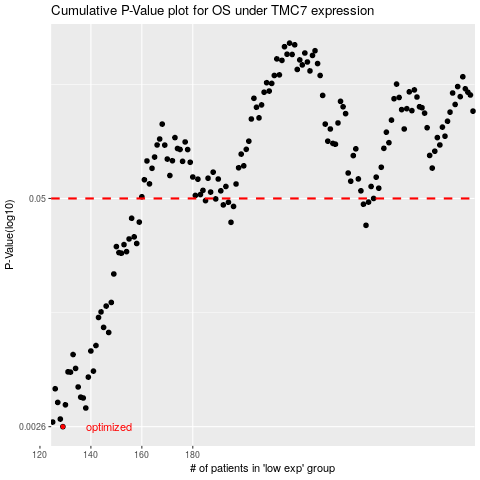 Cumulative P-Value plot for OS under TMC7 expression
P-Value(log10)
0.05
0.0026
optimized
120 140 160 180
# of patients in 'low exp' group